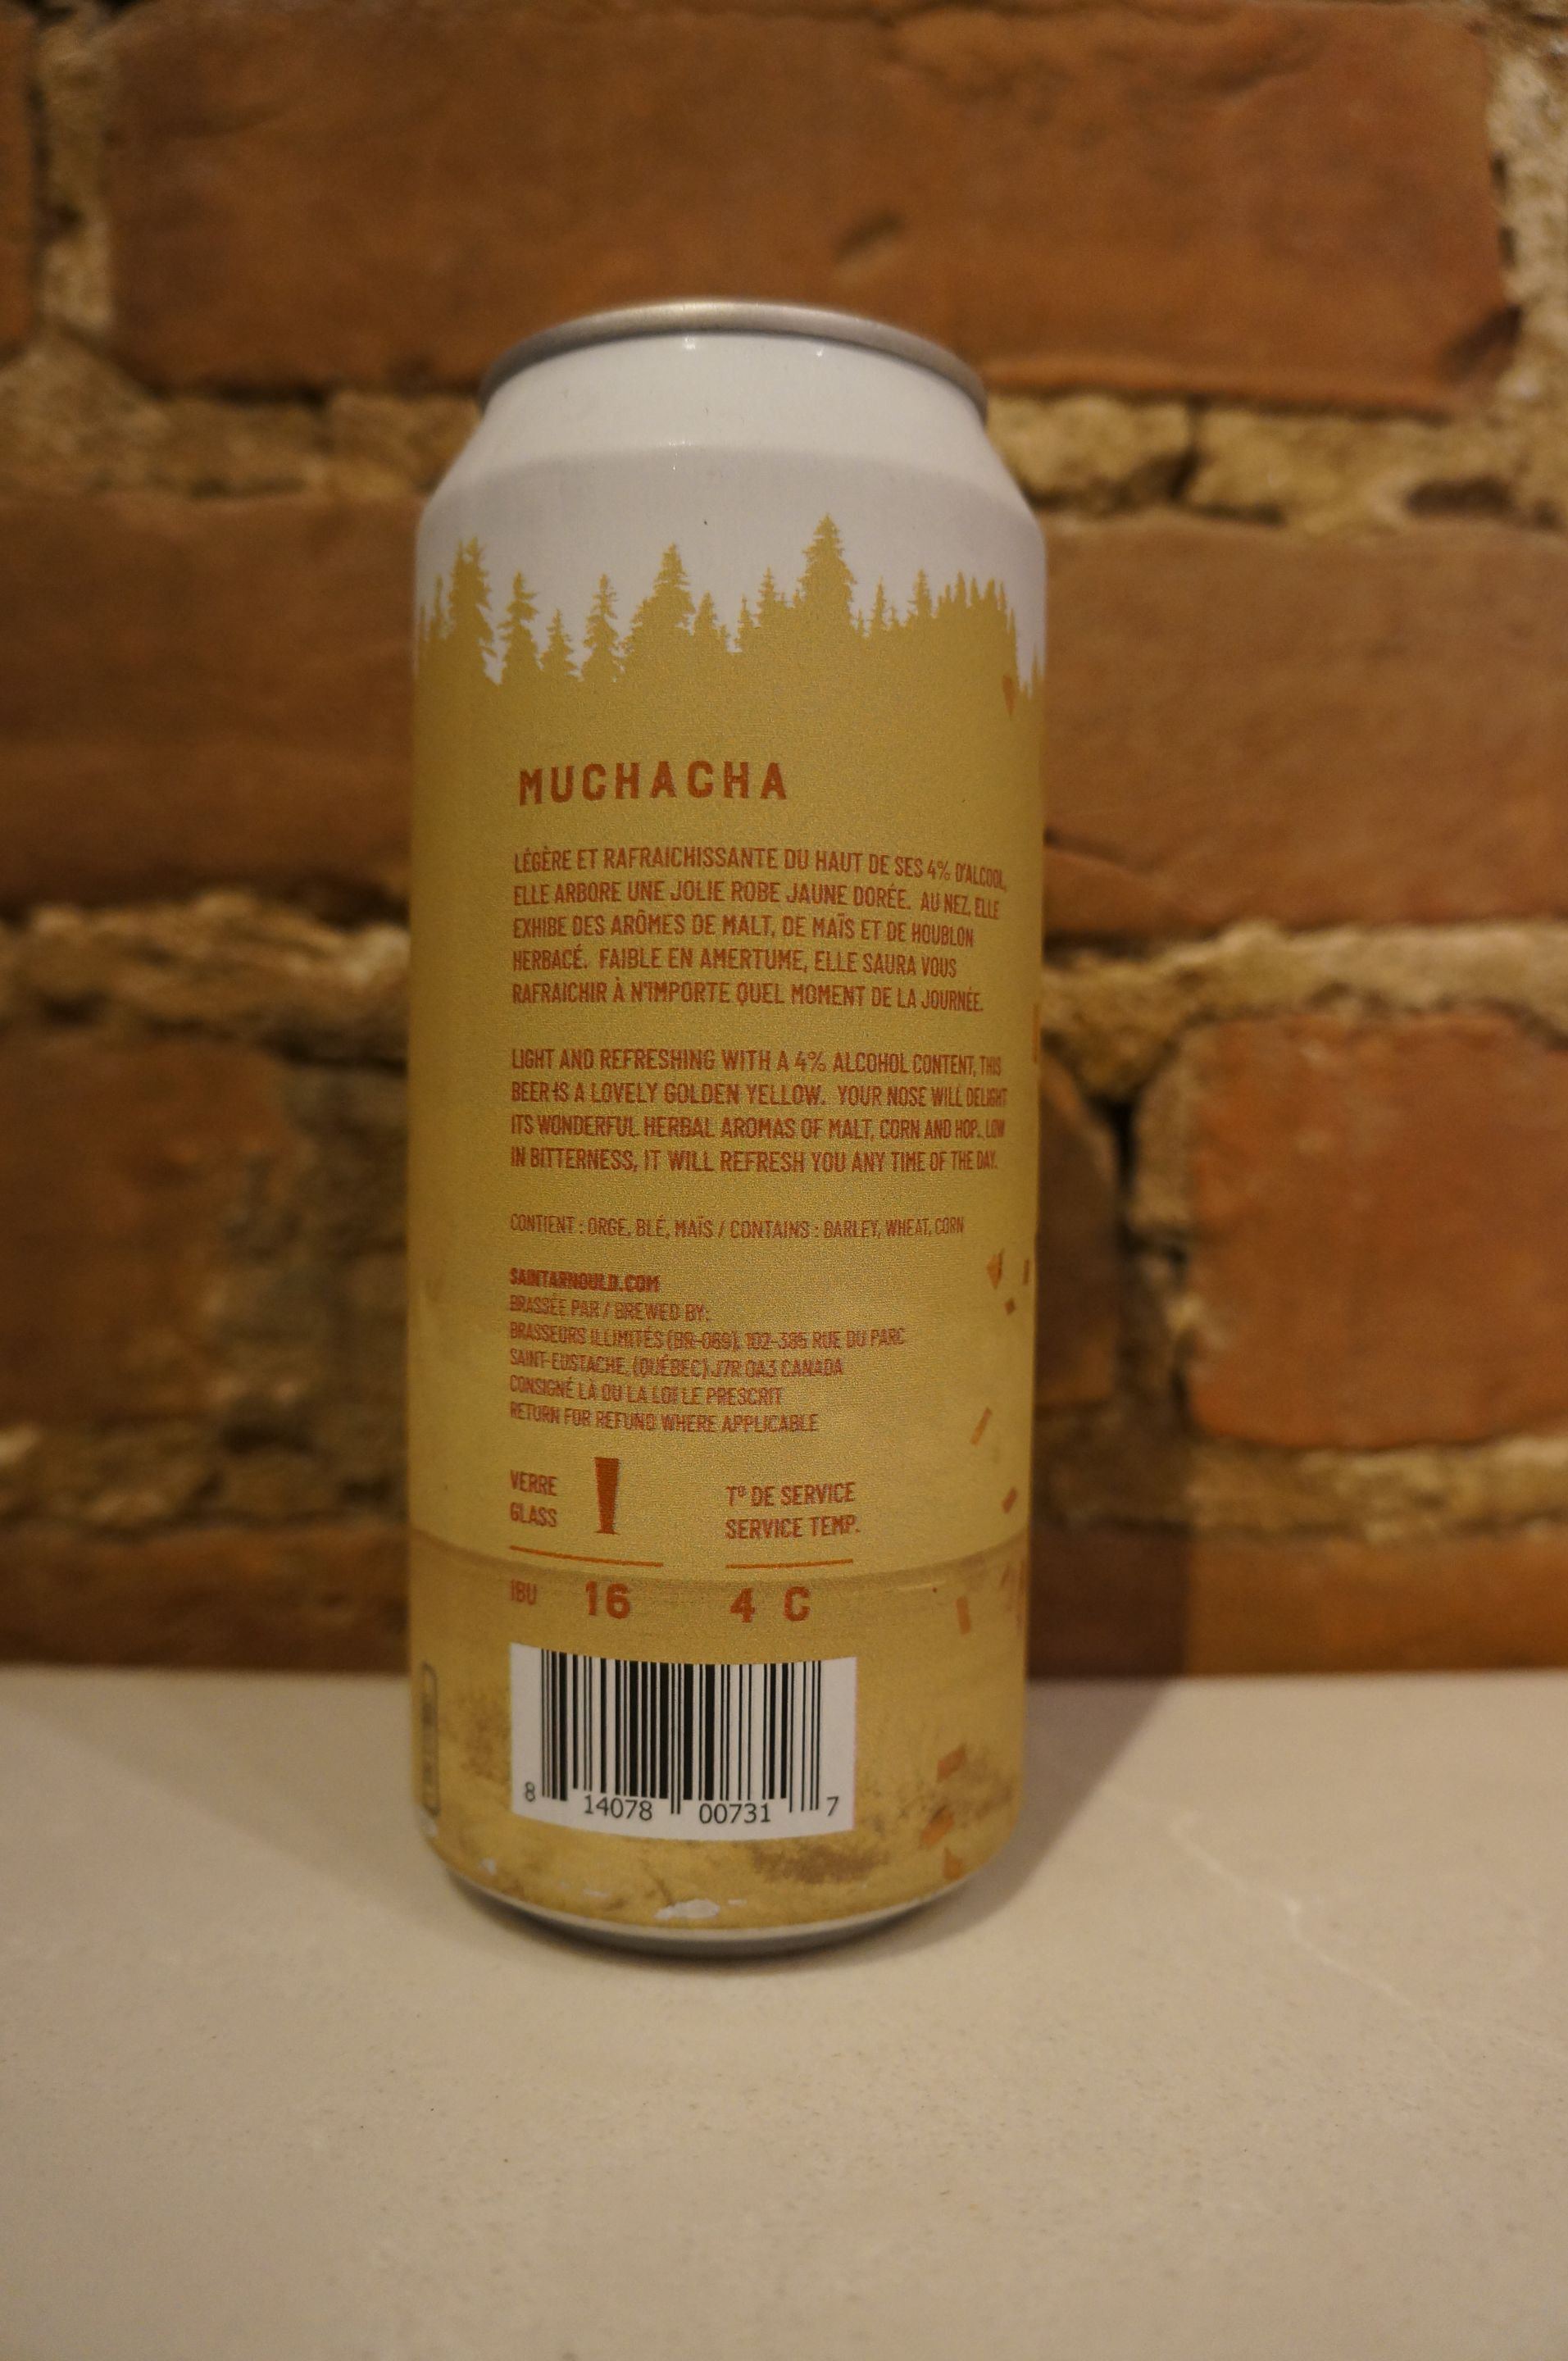 MUCHACHA
LÉGÈRE ET RAFRAICHISSANTE DU HAUT DE SES 4% D'ALCOOL,
ELLE ARBORE UNE JOLIE ROBE JAUNE DORÉE. AU NEZ, ELLE
EXHIBE DES ARÔMES DE MALT, DE MAÏS ET DE HOUBLON
HERBACÉ. FAIBLE EN AMERTUME, ELLE SAURA VOUS
RAFRAICHIR À N'IMPORTE QUEL MOMENT DE LA JOURNÉE.
LIGHT AND REFRESHING WITH A 4% ALCOHOL CONTENT, THIS
BEER IS A LOVELY GOLDEN YELLOW. YOUR NOSE WILL DELIGHT
ITS WONDERFUL HERBAL AROMAS OF MALT, CORN AND HOP. LOW
IN BITTERNESS, IT WILL REFRESH YOU ANY TIME OF THE DAY.
CONTIENT : ORGE, BLÉ, MAÏS / CONTAINS : BARLEY, WHEAT, CORN
SAINTARNOULD.COM
BRASSÉE PAR / BREWED BY:
BRASSEURS ILLIMITÉS (BR-069), 102-385 RUE DU PARC
SAINT-EUSTACHE, (QUÉBEC) J7R 0A3 CANADA
CONSIGNÉ LÀ OU LA LOI LE PRESCRIT
RETURN FOR REFUND WHERE APPLICABLE
VERRE
GLASS
Tº DE SERVICE
SERVICE TEMP.
IBU 16
4 C
8 14078 00731 7